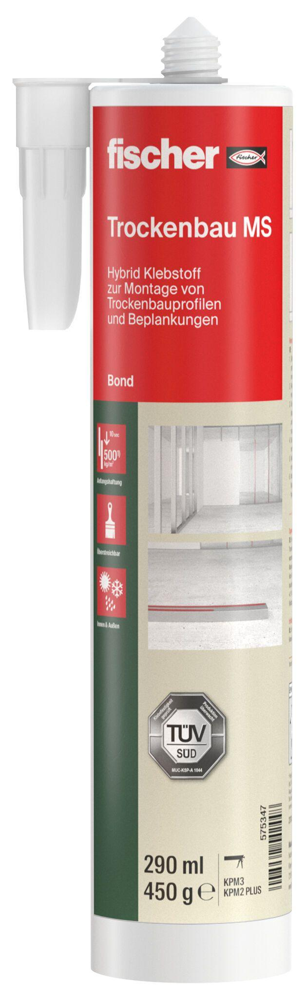 fischer
fischer
Trockenbau MS
Hybrid Klebstoff
zur Montage von
Trockenbauprofilen
und Beplankungen
Bond
10 sec
500¹⁾
kg/m²
Anfangshaftung
Überstreichbar
Innen & Außen
Klebefestigkeit
geprüft
Produktion
überwacht
TÜV
SÜD
MUC-KSP-A 1044
575347
290 ml
450 g ℮
KPM3
KPM2 PLUS